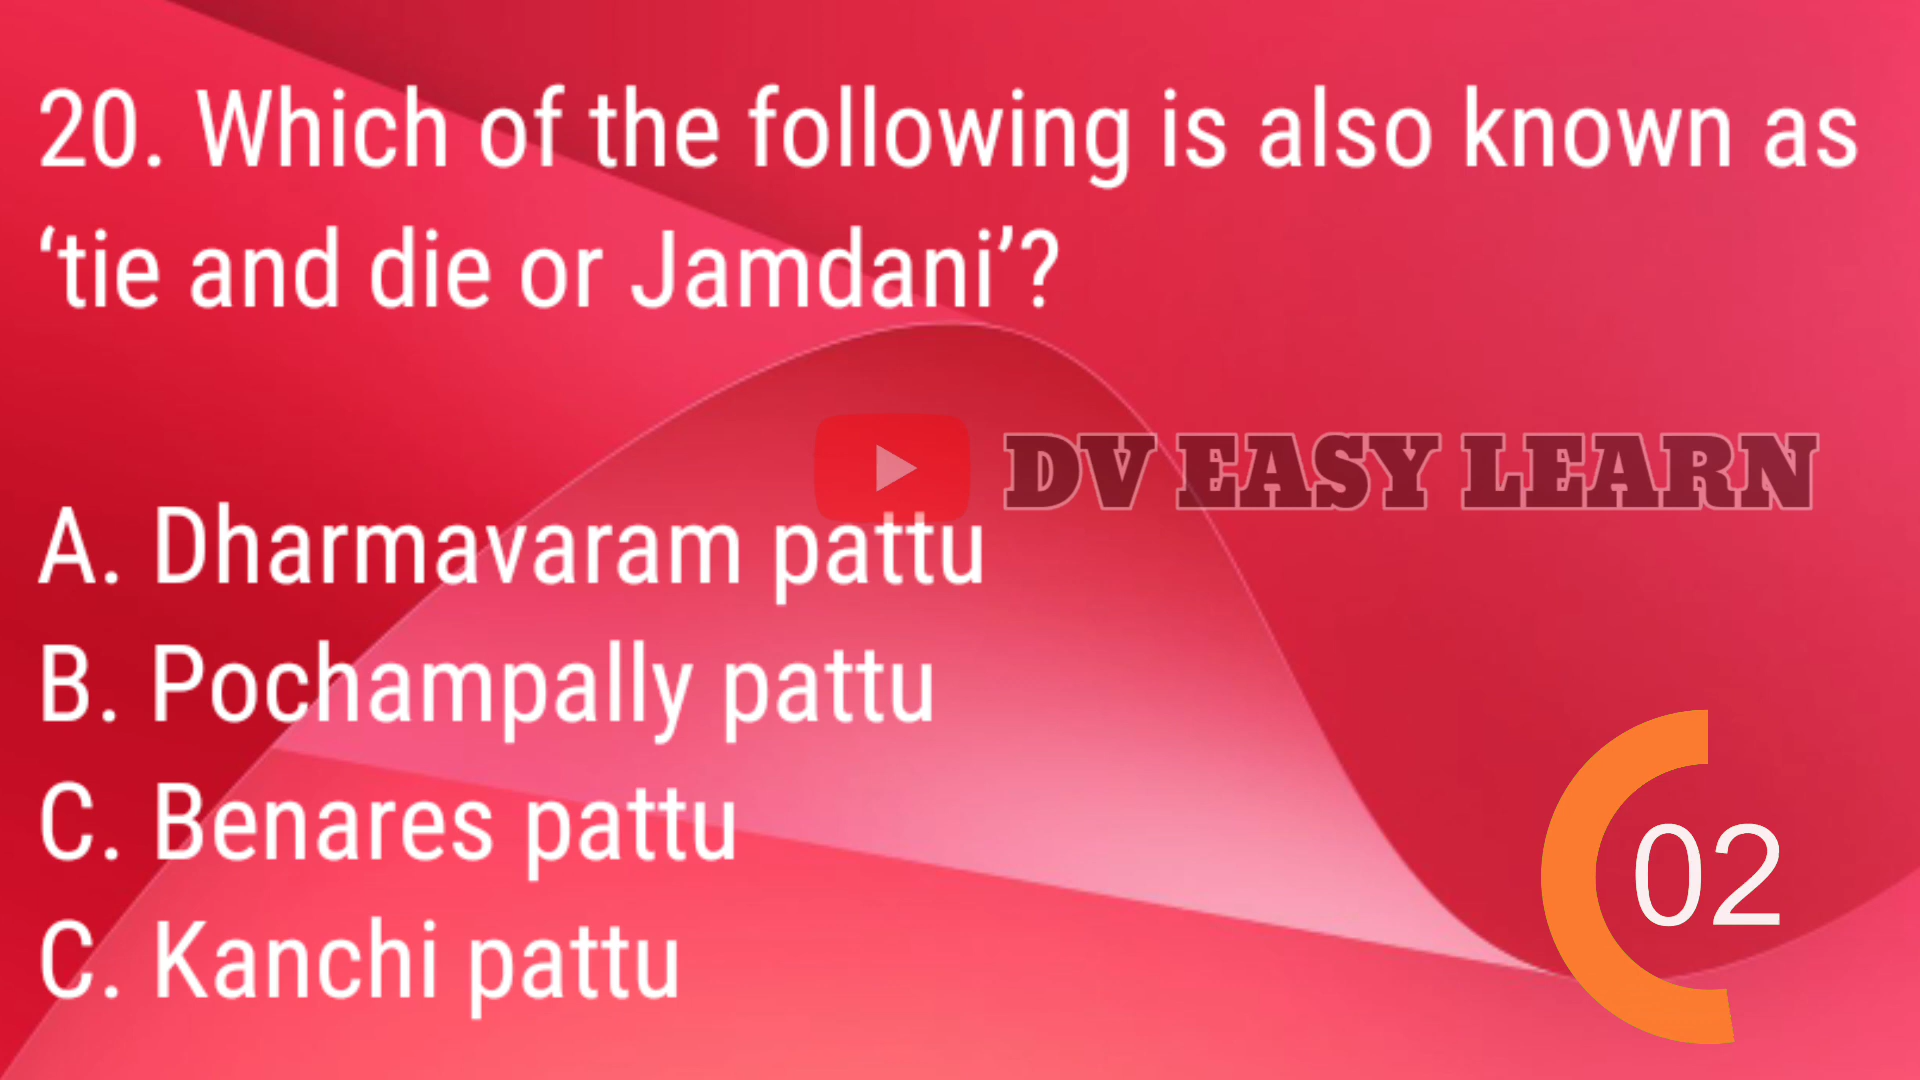 20. Which of the following is also known as
‘tie and die or Jamdani’?
DV EASY LEARN
A. Dharmavaram pattu
B. Pochampally pattu
C. Benares pattu
C. Kanchi pattu
02